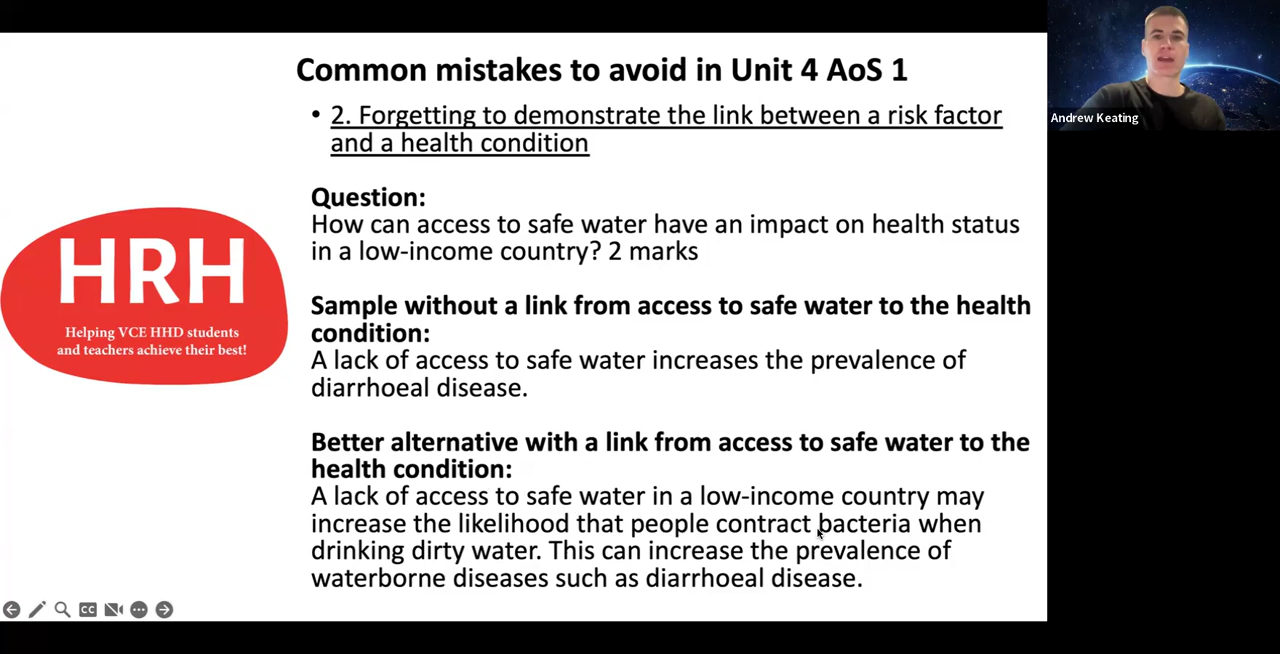 Common mistakes to avoid in Unit 4 AoS 1
• 2. Forgetting to demonstrate the link between a risk factor
and a health condition
Question:
How can access to safe water have an impact on health status
in a low-income country? 2 marks
Sample without a link from access to safe water to the health
condition:
A lack of access to safe water increases the prevalence of
diarrhoeal disease.
Better alternative with a link from access to safe water to the
health condition:
A lack of access to safe water in a low-income country may
increase the likelihood that people contract bacteria when
drinking dirty water. This can increase the prevalence of
waterborne diseases such as diarrhoeal disease.
HRH
Helping VCE HHD students
and teachers achieve their best!
CC
Andrew Keating